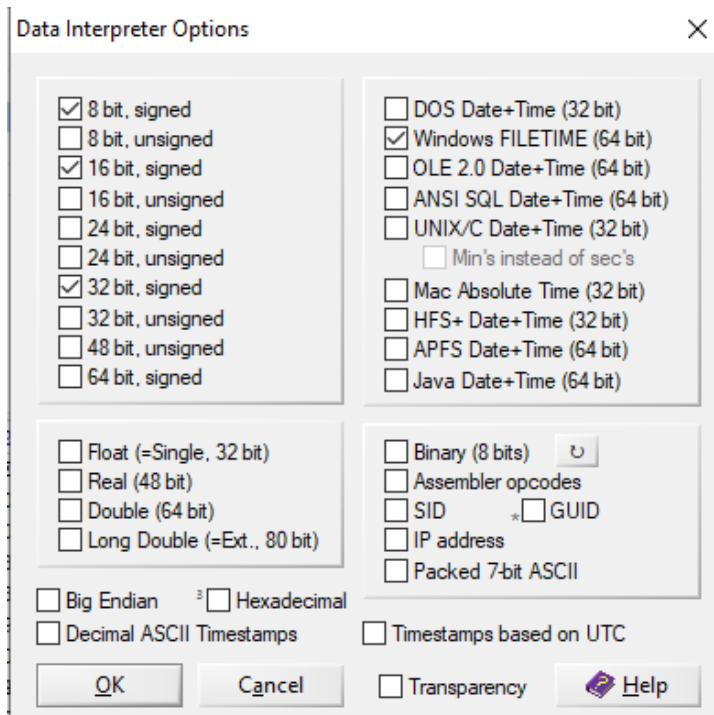 Data Interpreter Options
8 bit, signed
8 bit, unsigned
16 bit, signed
16 bit, unsigned
24 bit, signed
24 bit, unsigned
32 bit, signed
32 bit, unsigned
48 bit, unsigned
64 bit, signed
DOS Date+Time (32 bit)
Windows FILETIME (64 bit)
OLE 2.0 Date+Time (64 bit)
ANSI SQL Date+Time (64 bit)
UNIX/C Date+Time (32 bit)
Min's instead of sec's
Mac Absolute Time (32 bit)
HFS+ Date+Time (32 bit)
APFS Date+Time (64 bit)
Java Date+Time (64 bit)
Float (=Single, 32 bit)
Real (48 bit)
Double (64 bit)
Long Double (=Ext., 80 bit)
Binary (8 bits)
Assembler opcodes
SID * GUID
IP address
Packed 7-bit ASCII
Big Endian ³ Hexadecimal
Decimal ASCII Timestamps
Timestamps based on UTC
OK Cancel
Transparency ? Help